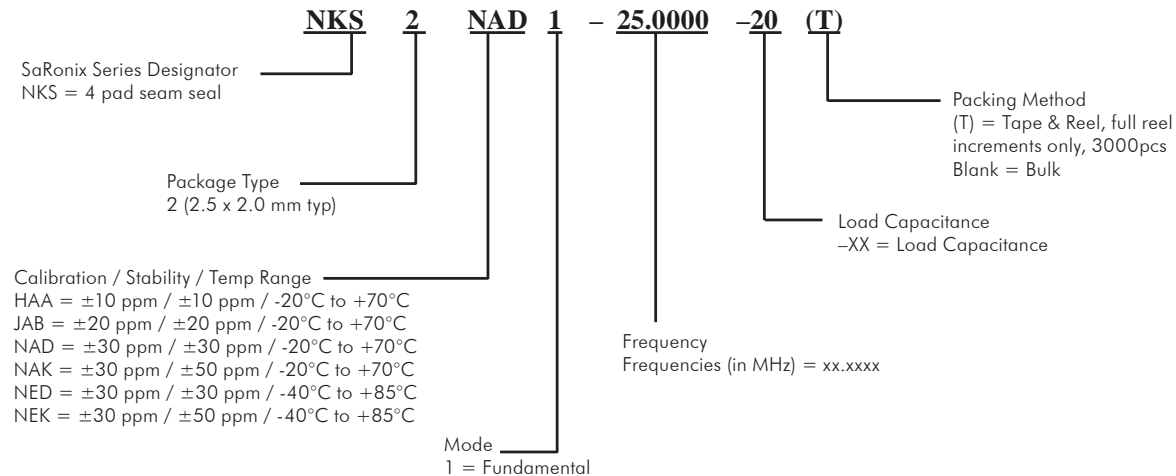 NKS 2 NAD 1 – 25.0000 –20 (T)
SaRonix Series Designator
NKS = 4 pad seam seal
Packing Method
(T) = Tape & Reel, full reel
increments only, 3000pcs
Blank = Bulk
Package Type
2 (2.5 x 2.0 mm typ)
Load Capacitance
–XX = Load Capacitance
Calibration / Stability / Temp Range
HAA = ±10 ppm / ±10 ppm / -20°C to +70°C
JAB = ±20 ppm / ±20 ppm / -20°C to +70°C
NAD = ±30 ppm / ±30 ppm / -20°C to +70°C
NAK = ±30 ppm / ±50 ppm / -20°C to +70°C
NED = ±30 ppm / ±30 ppm / -40°C to +85°C
NEK = ±30 ppm / ±50 ppm / -40°C to +85°C
Frequency
Frequencies (in MHz) = xx.xxxx
Mode
1 = Fundamental